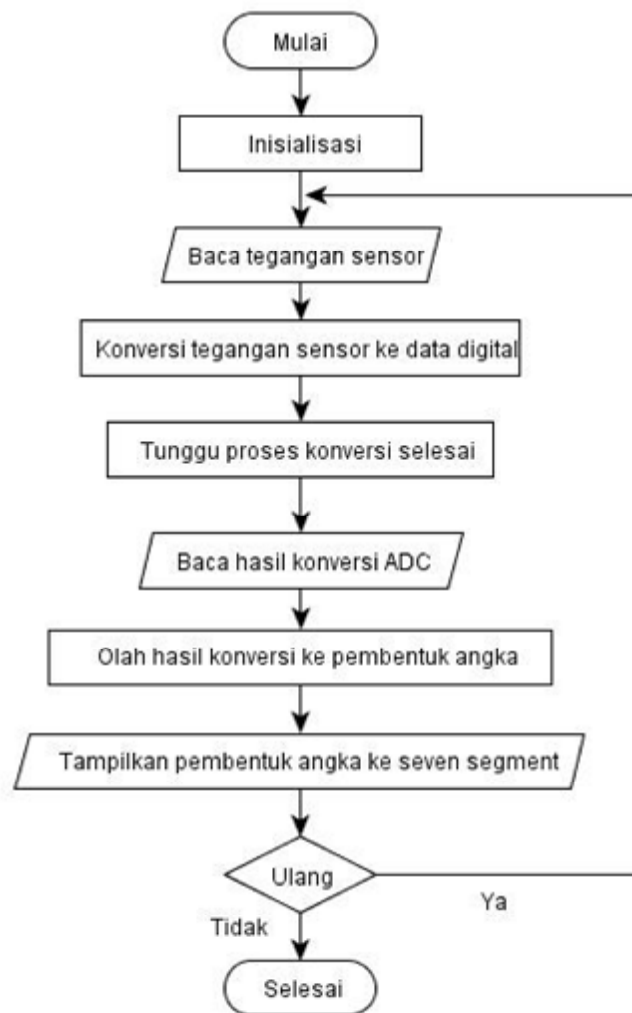 Mulai
Inisialisasi
Baca tegangan sensor
Konversi tegangan sensor ke data digital
Tunggu proses konversi selesai
Baca hasil konversi ADC
Olah hasil konversi ke pembentuk angka
Tampilkan pembentuk angka ke seven segment
Ulang
Ya
Tidak
Selesai